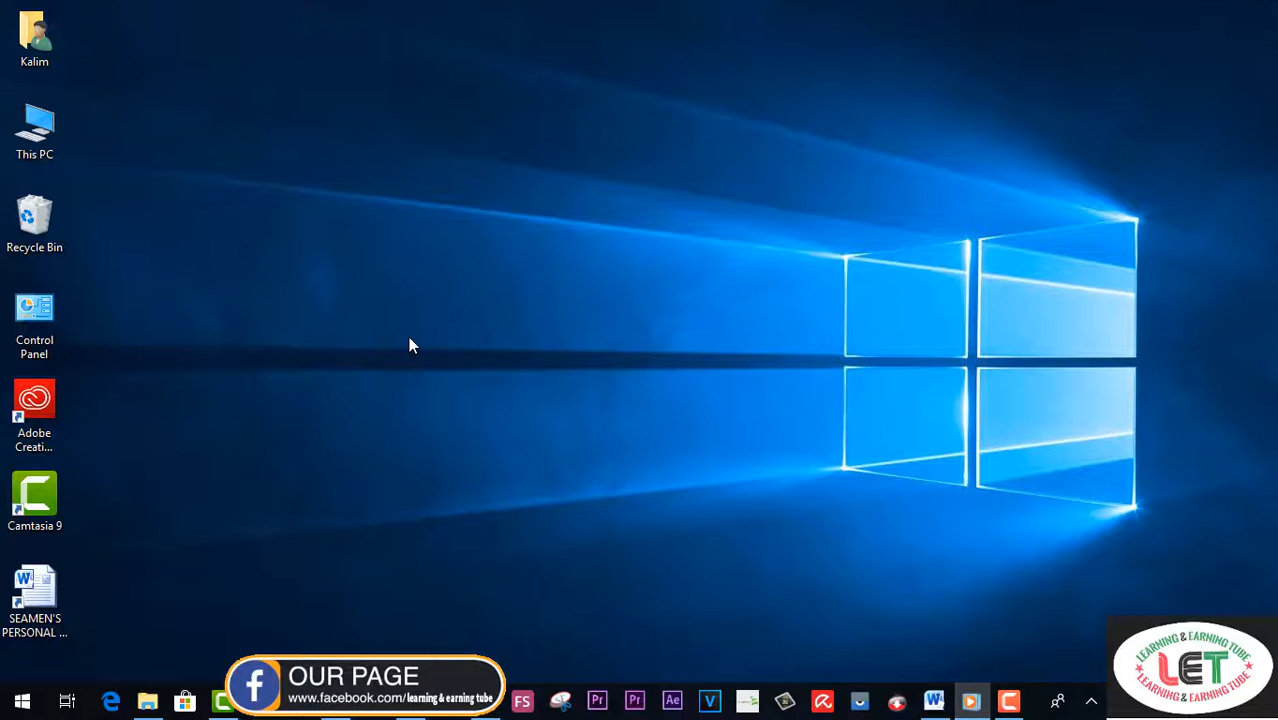 Kalim
This PC
Recycle Bin
Control
Panel
Adobe
Creati...
Camtasia 9
SEAMEN'S
PERSONAL ...
OUR PAGE
www.facebook.com/learning & earning tube
FS
Pr
Pr
Ae
V
LEARNING & EARNING TUBE
LET
LEARNING & EARNING TUBE